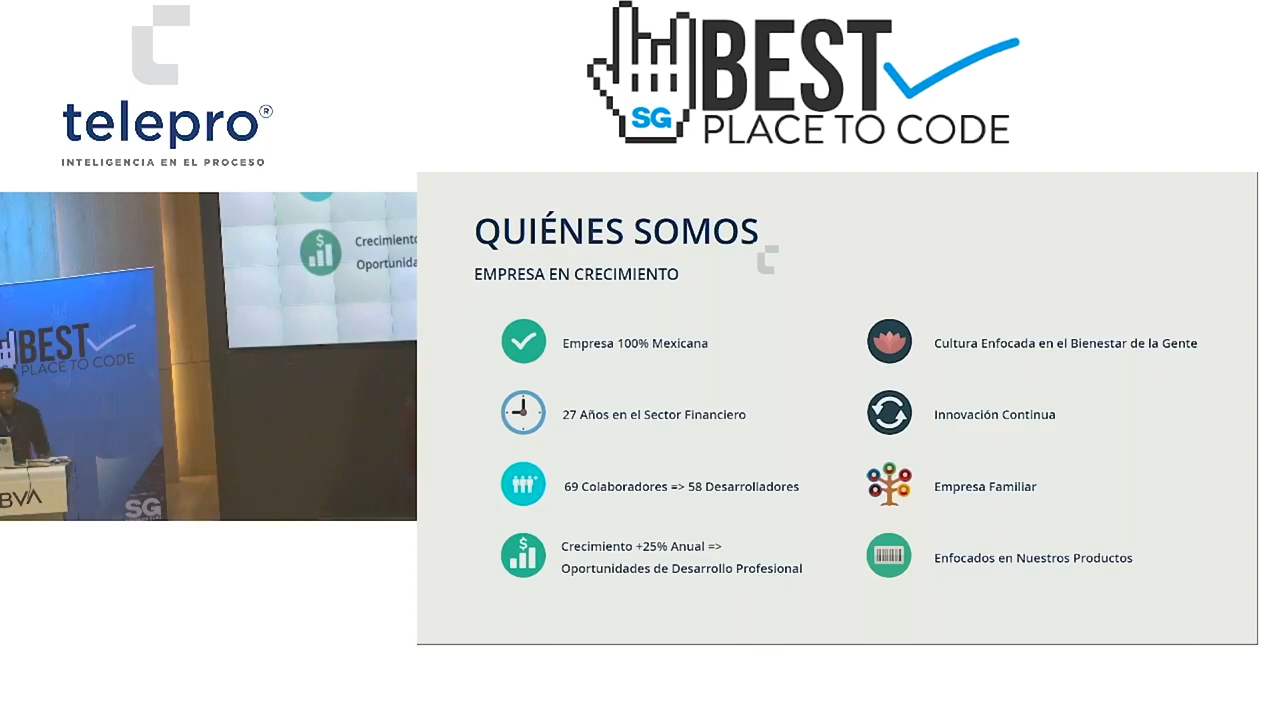 telepro®
INTELIGENCIA EN EL PROCESO
SG
BEST
PLACE TO CODE
Crecimiento
BEST
PLACE TO CODE
SG
QUIÉNES SOMOS
EMPRESA EN CRECIMIENTO
Empresa 100% Mexicana
27 Años en el Sector Financiero
69 Colaboradores => 58 Desarrolladores
Crecimiento +25% Anual =>
Oportunidades de Desarrollo Profesional
Cultura Enfocada en el Bienestar de la Gente
Innovación Continua
Empresa Familiar
Enfocados en Nuestros Productos